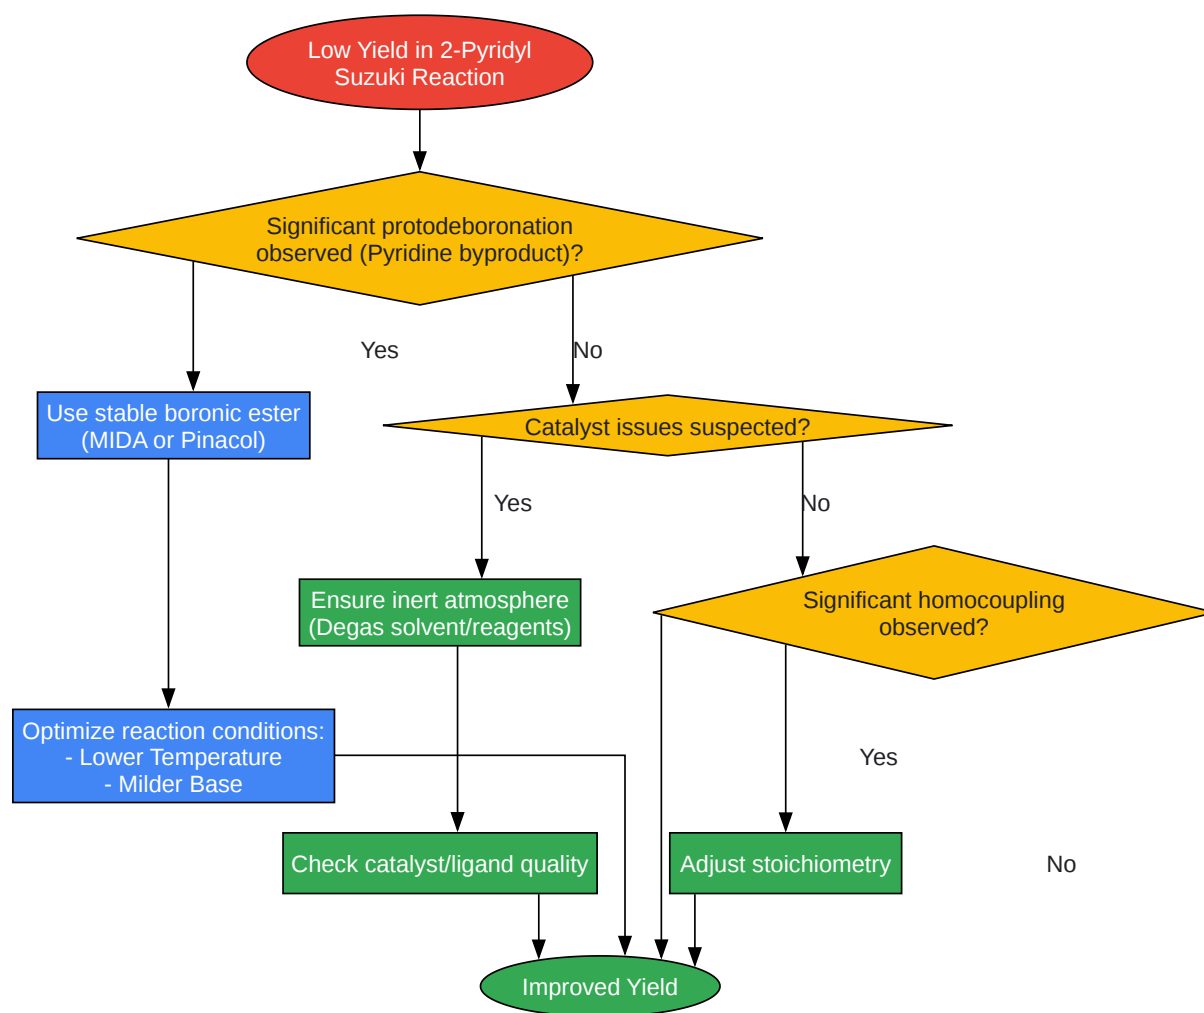 Low Yield in 2-Pyridyl
Suzuki Reaction
Significant protodeboronation
observed (Pyridine byproduct)?
Yes
No
Use stable boronic ester
(MIDA or Pinacol)
Catalyst issues suspected?
Yes
No
Ensure inert atmosphere
(Degas solvent/reagents)
Significant homocoupling
observed?
Optimize reaction conditions:
- Lower Temperature
- Milder Base
Yes
Check catalyst/ligand quality
Adjust stoichiometry
No
Improved Yield